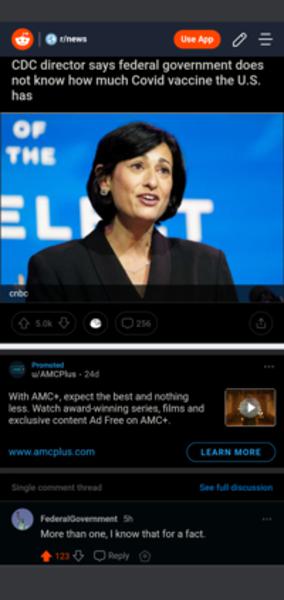 r/news
Use App
CDC director says federal government does
not know how much Covid vaccine the U.S.
has
OF
THE
ELECT
cnbc
5.0k
256
Promoted
u/AMCPlus · 24d
With AMC+, expect the best and nothing
less. Watch award-winning series, films and
exclusive content Ad Free on AMC+.
www.amcplus.com
LEARN MORE
Single comment thread
See full discussion
FederalGovernment 5h
More than one, I know that for a fact.
123
Reply